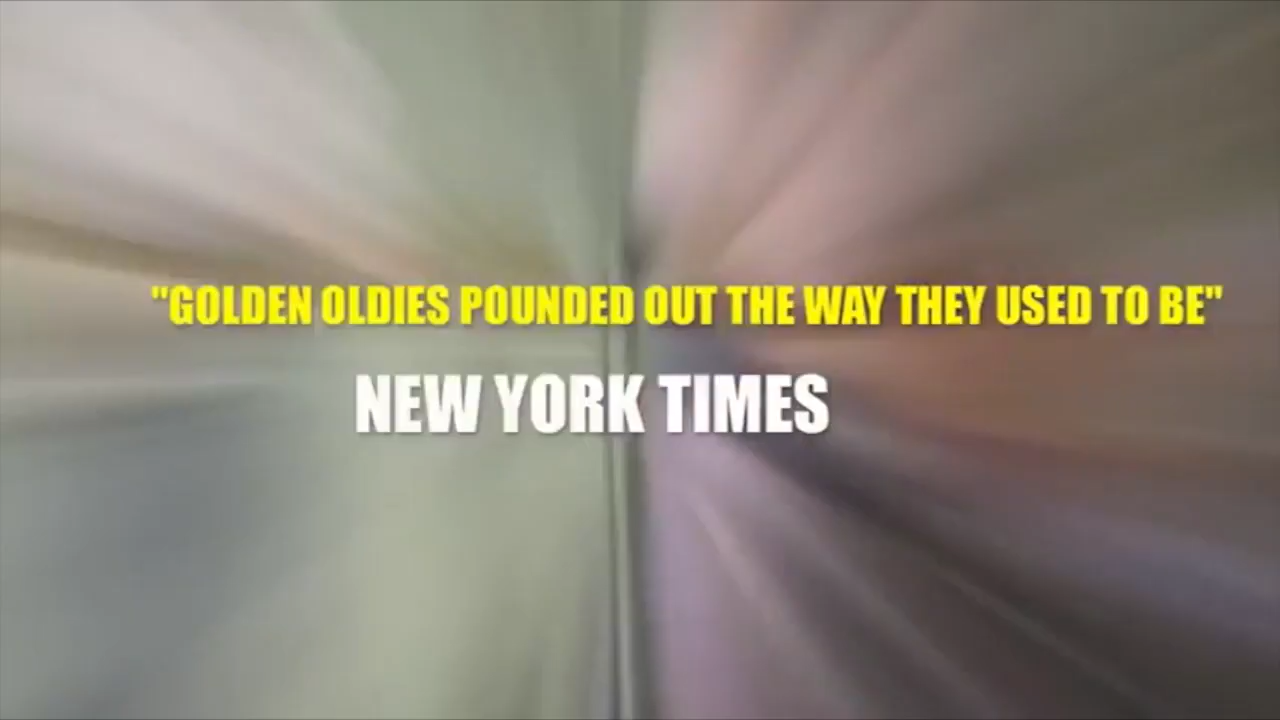 "GOLDEN OLDIES POUNDED OUT THE WAY THEY USED TO BE"
NEW YORK TIMES